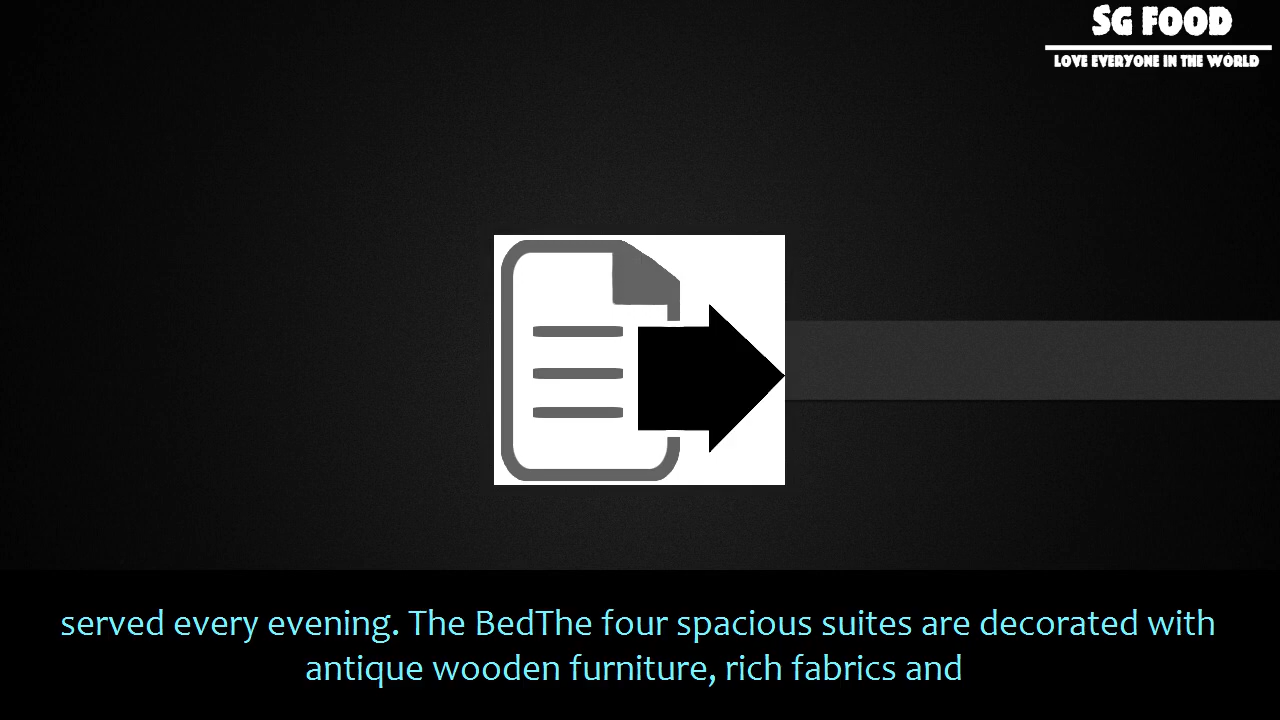 SG FOOD
LOVE EVERYONE IN THE WORLD
served every evening. The BedThe four spacious suites are decorated with
antique wooden furniture, rich fabrics and